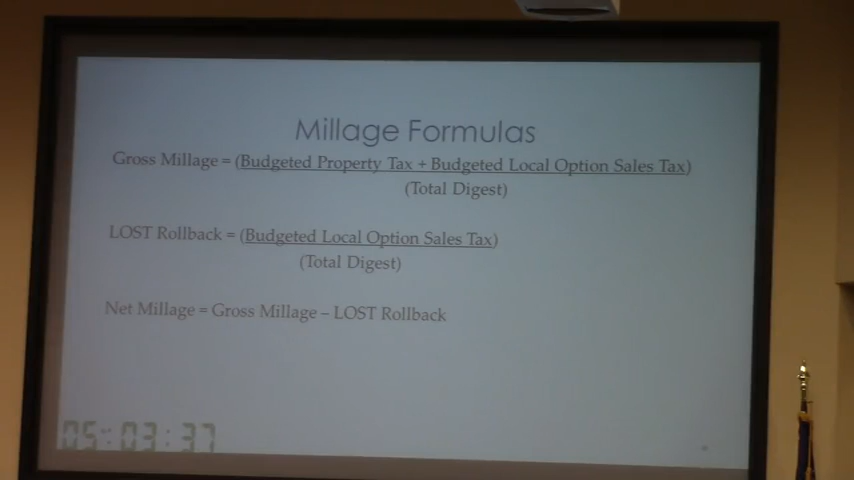 Millage Formulas
Gross Millage = (Budgeted Property Tax + Budgeted Local Option Sales Tax)
(Total Digest)
LOST Rollback = (Budgeted Local Option Sales Tax)
(Total Digest)
Net Millage = Gross Millage – LOST Rollback
05:03:37